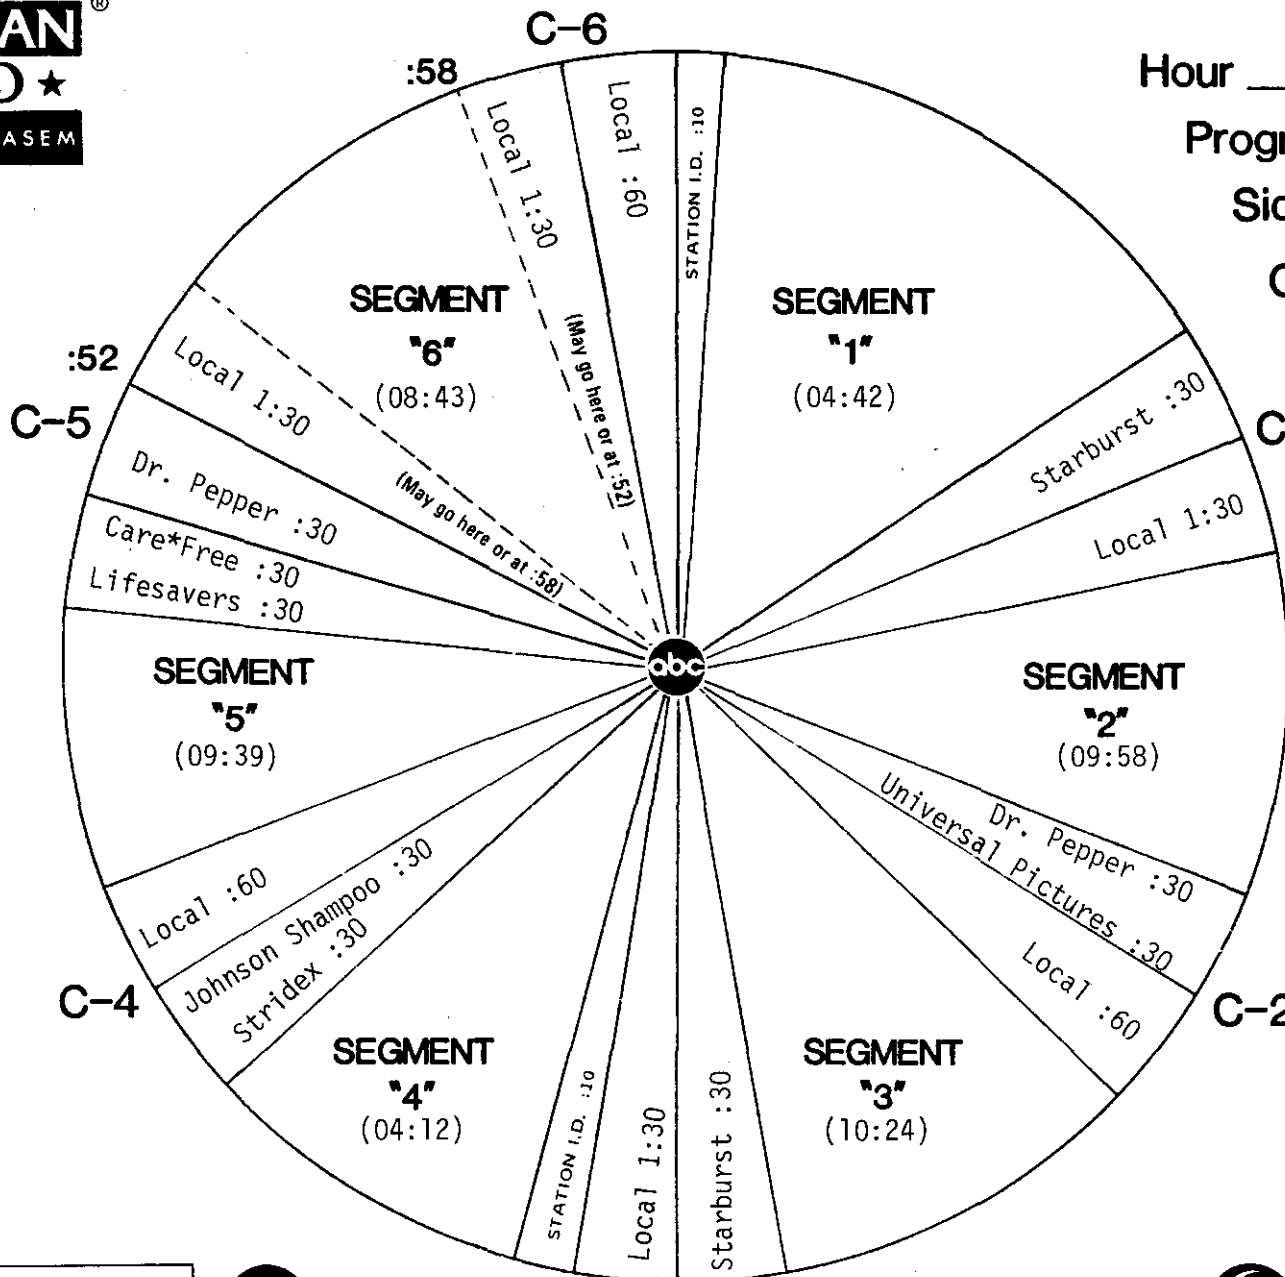 AN ®
ASEM
Hour
C-6
:58
Local 1:30
(May go here or at :52)
Local :60
STATION I.D. :10
SEGMENT
"1"
(04:42)
Starburst :30
Local 1:30
SEGMENT
"2"
(09:58)
Dr. Pepper :30
Universal Pictures :30
C-2
Local :60
SEGMENT
"3"
(10:24)
Starburst :30
Local 1:30
STATION I.D. :10
SEGMENT
"4"
(04:12)
Stridex :30
Johnson Shampoo :30
C-4
Local :60
SEGMENT
"5"
(09:39)
Lifesavers :30
Care*Free :30
Dr. Pepper :30
C-5
:52
Local 1:30
(May go here or at :58)
SEGMENT
"6"
(08:43)
abc